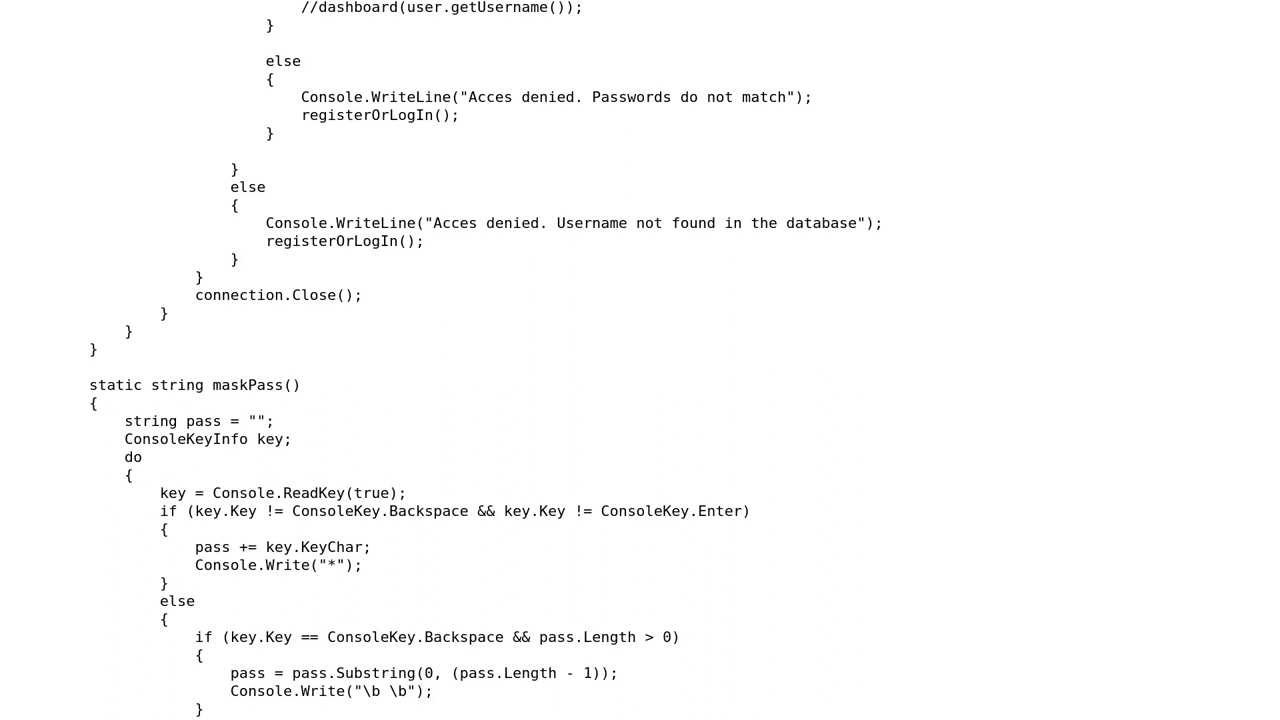 //dashboard(user.getUsername());
}
else
{
Console.WriteLine("Acces denied. Passwords do not match");
registerOrLogIn();
}
}
else
{
Console.WriteLine("Acces denied. Username not found in the database");
registerOrLogIn();
}
}
connection.Close();
}
}
}
static string maskPass()
{
string pass = "";
ConsoleKeyInfo key;
do
{
key = Console.ReadKey(true);
if (key.Key != ConsoleKey.Backspace && key.Key != ConsoleKey.Enter)
{
pass += key.KeyChar;
Console.Write("*");
}
else
{
if (key.Key == ConsoleKey.Backspace && pass.Length > 0)
{
pass = pass.Substring(0, (pass.Length - 1));
Console.Write("\b \b");
}